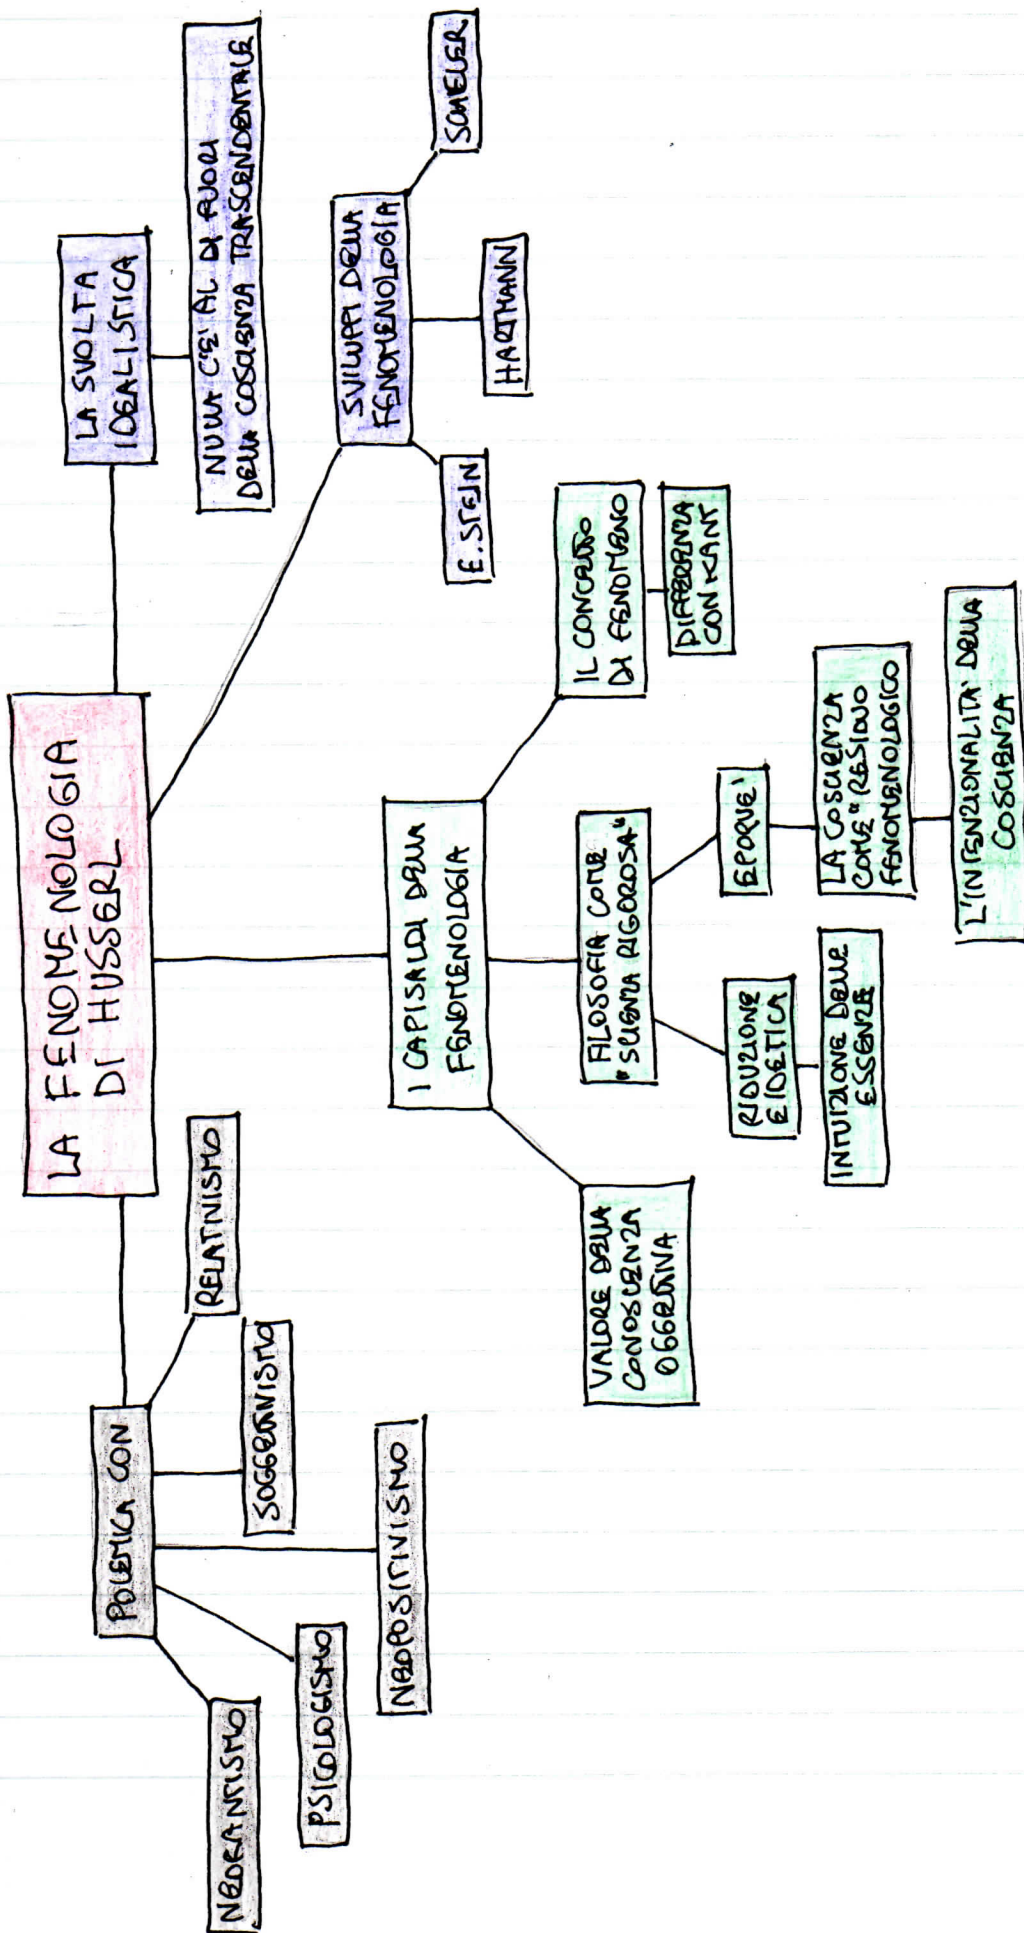 LA FENOMENOLOGIA
DI HUSSERL
POLEMICA CON
NEOKANTISMO
PSICOLOGISMO
NEOPOSITIVISMO
SOGGETTIVISMO
RELATIVISMO
I CAPISALDI DELLA
FENOMENOLOGIA
VALORE DELLA
CONOSCENZA
OGGETTIVA
FILOSOFIA COME
"SCIENZA RIGOROSA"
RIDUZIONE
EIDETICA
INTUIZIONE DELLE
ESSENZE
EPOCHE'
LA COSCIENZA
COME "RESIDUO
FENOMENOLOGICO
L'INTENZIONALITA' DELLA
COSCIENZA
IL CONCETTO
DI FENOMENO
DIFFERENZA
CON KANT
SVILUPPI DELLA
FENOMENOLOGIA
E. STEIN
HARTMANN
SCHELER
LA SVOLTA
IDEALISTICA
NULLA C'E' AL DI FUORI
DELLA COSCIENZA TRASCENDENTALE